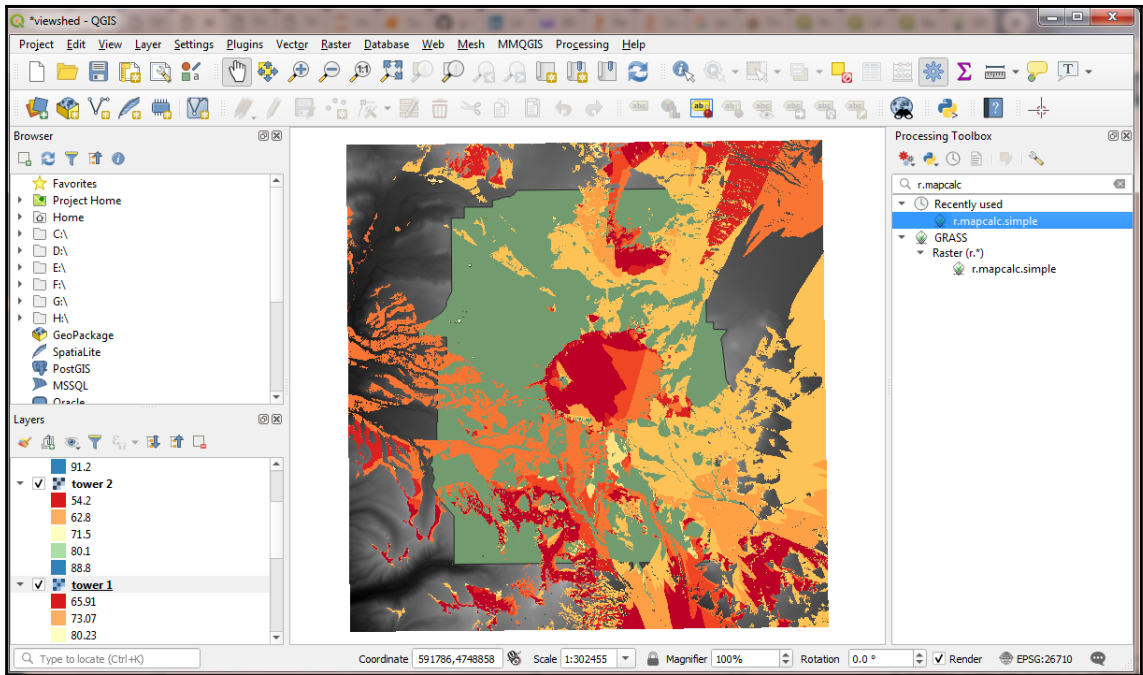 *viewshed - QGIS
Project Edit View Layer Settings Plugins Vector Raster Database Web Mesh MMQGIS Processing Help
Browser
Favorites
Project Home
Home
C:\
D:\
E:\
F:\
G:\
H:\
GeoPackage
SpatiaLite
PostGIS
MSSQL
Oracle
Layers
91.2
tower 2
54.2
62.8
71.5
80.1
88.8
tower 1
65.91
73.07
80.23
Processing Toolbox
r.mapcalc
Recently used
r.mapcalc.simple
GRASS
Raster (r.*)
r.mapcalc.simple
Type to locate (Ctrl+K) Coordinate 591786,4748858 Scale 1:302455 Magnifier 100% Rotation 0.0 ° Render EPSG:26710